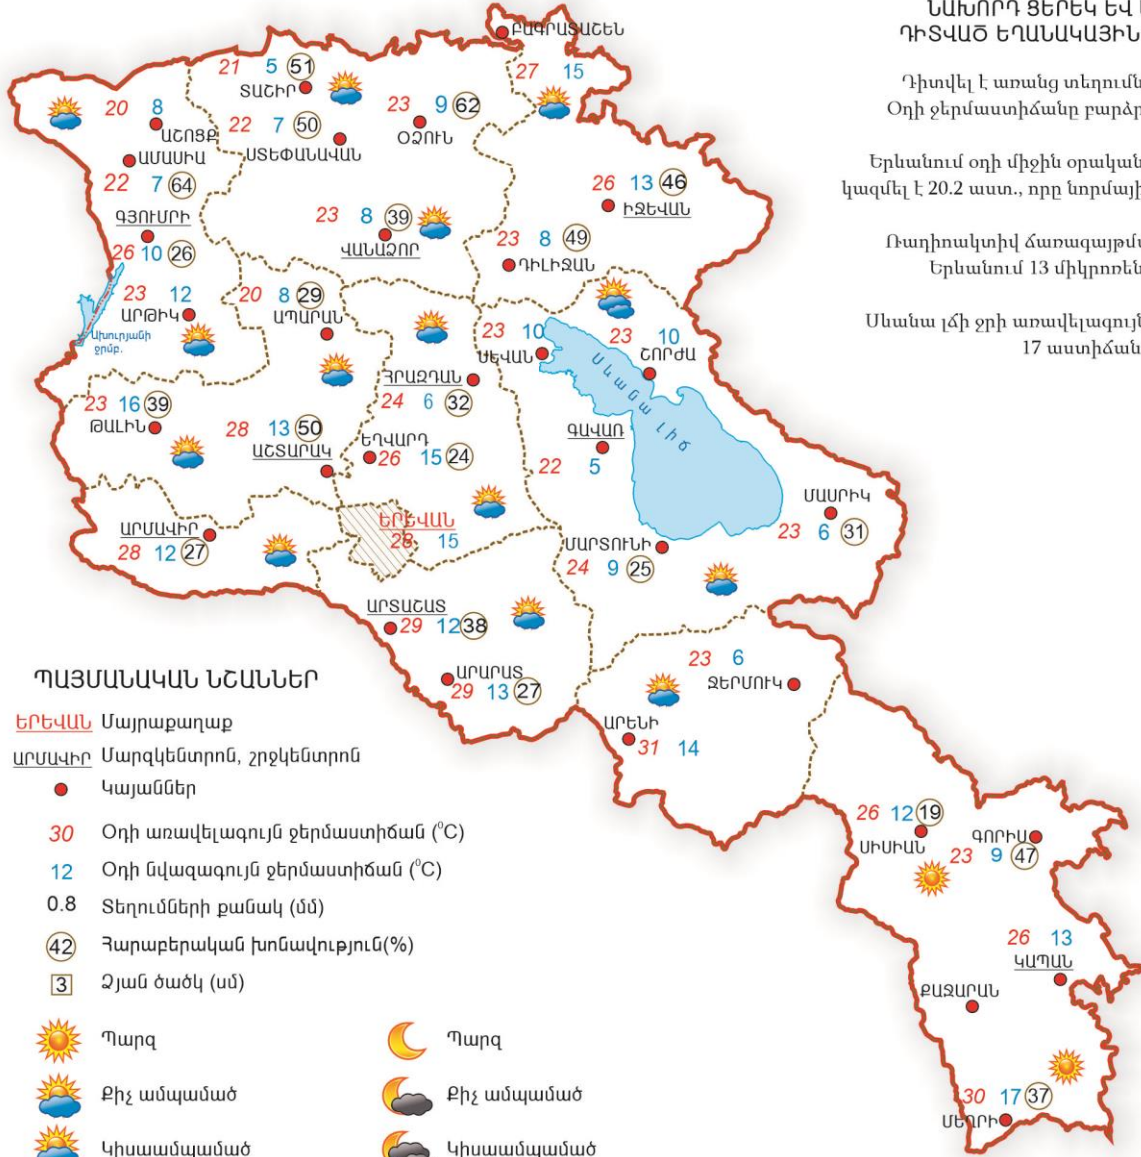 ՆԱԽՈՐԴ ՑԵՐԵԿ ԵՎ
ԴԻՏՎԱԾ ԵՂԱՆԱԿԱՅԻՆ
Դիտվել է առանց
Օդի ջերմաստիճանը
Երևանում օդի միջին օրական
կազմել է 20.2 աստ., որը
Ռադիոակտիվ
Երևանում 13
Սևանա լճի ջրի առավելագույն
17 աստիճան
ԲԱԳՐԱՏԱՇԵՆ
27 15
21 5 51
ՏԱՇԻՐ
20 8
ԱՇՈՑՔ
23 9 62
ՕՁՈՒՆ
22 7 50
ՍՏԵՓԱՆԱՎԱՆ
ԱՄԱՍԻԱ
22 7 64
26 13 46
ԻՋԵՎԱՆ
ԳՅՈՒՄՐԻ
26 10 26
23 8 39
ՎԱՆԱՁՈՐ
23 8 49
ԴԻԼԻՋԱՆ
23 12
ԱՐԹԻԿ
20 8 29
ԱՊԱՐԱՆ
Ախուրյանի
ջրմբ.
23 10
ՍԵՎԱՆ
23 10
ՇՈՐԺԱ
Սևանա լիճ
ՀՐԱԶԴԱՆ
24 6 32
23 16 39
ԹԱԼԻՆ
28 13 50
ԱՇՏԱՐԱԿ
ԵՂՎԱՐԴ
26 15 24
ԳԱՎԱՌ
22 5
ՄԱՍՐԻԿ
23 6 31
ԱՐՄԱՎԻՐ
28 12 27
ԵՐԵՎԱՆ
28 15
ՄԱՐՏՈՒՆԻ
24 9 25
ԱՐՏԱՇԱՏ
29 12 38
ԱՐԱՐԱՏ
29 13 27
23 6
ՋԵՐՄՈՒԿ
ԱՐԵՆԻ
31 14
26 12 19
ՍԻՍԻԱՆ
ԳՈՐԻՍ
23 9 47
26 13
ԿԱՊԱՆ
ՔԱՋԱՐԱՆ
30 17 37
ՄԵՂՐԻ
ՊԱՅՄԱՆԱԿԱՆ ՆՇԱՆՆԵՐ
ԵՐԵՎԱՆ Մայրաքաղաք
ԱՐՄԱՎԻՐ Մարզկենտրոն, շրջկենտրոն
Կայաններ
30 Օդի առավելագույն ջերմաստիճան (⁰C)
12 Օդի նվազագույն ջերմաստիճան (⁰C)
0.8 Տեղումների քանակ (մմ)
42 Հարաբերական խոնավություն(%)
3 Ձյան ծածկ (սմ)
Պարզ Պարզ
Քիչ ամպամած Քիչ ամպամած
Կիսաամպամած Կիսաամպամած